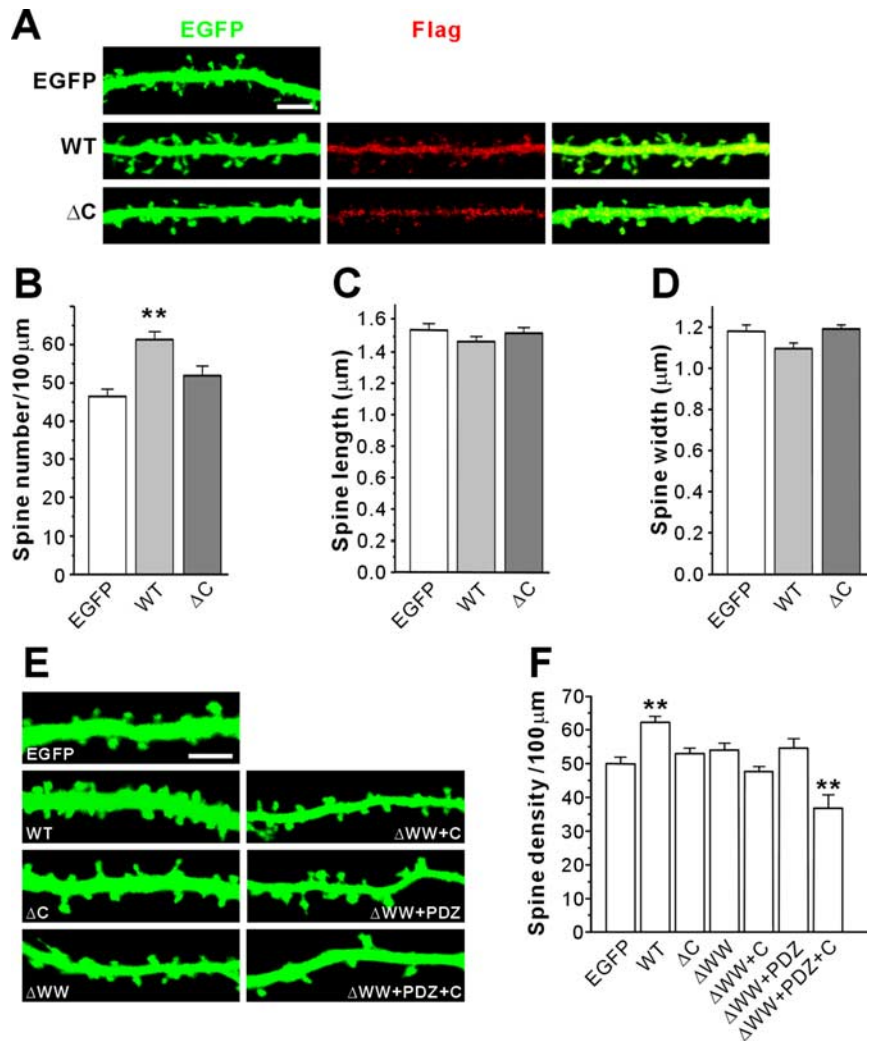 A
EGFP
Flag
EGFP
WT
ΔC
B
**
Spine number/100μm
60
50
40
30
20
10
0
EGFP
WT
ΔC
C
Spine length (μm)
1.6
1.4
1.2
1.0
0.8
0.6
0.4
0.2
0.0
EGFP
WT
ΔC
D
Spine width (μm)
1.2
1.0
0.8
0.6
0.4
0.2
0.0
EGFP
WT
ΔC
E
EGFP
WT
ΔWW+C
ΔC
ΔWW+PDZ
ΔWW
ΔWW+PDZ+C
F
Spine density /100μm
70
60
50
40
30
20
10
0
**
**
EGFP
WT
ΔC
ΔWW
ΔWW+C
ΔWW+PDZ
ΔWW+PDZ+C